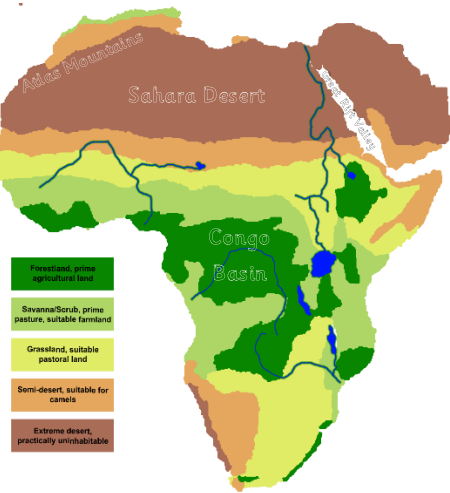 Atlas Mountains
Sahara Desert
Great Rift Valley
Congo
Basin
Forestland, prime
agricultural land
Savanna/Scrub, prime
pasture, suitable farmland
Grassland, suitable
pastoral land
Semi-desert, suitable for
camels
Extreme desert,
practically uninhabitable